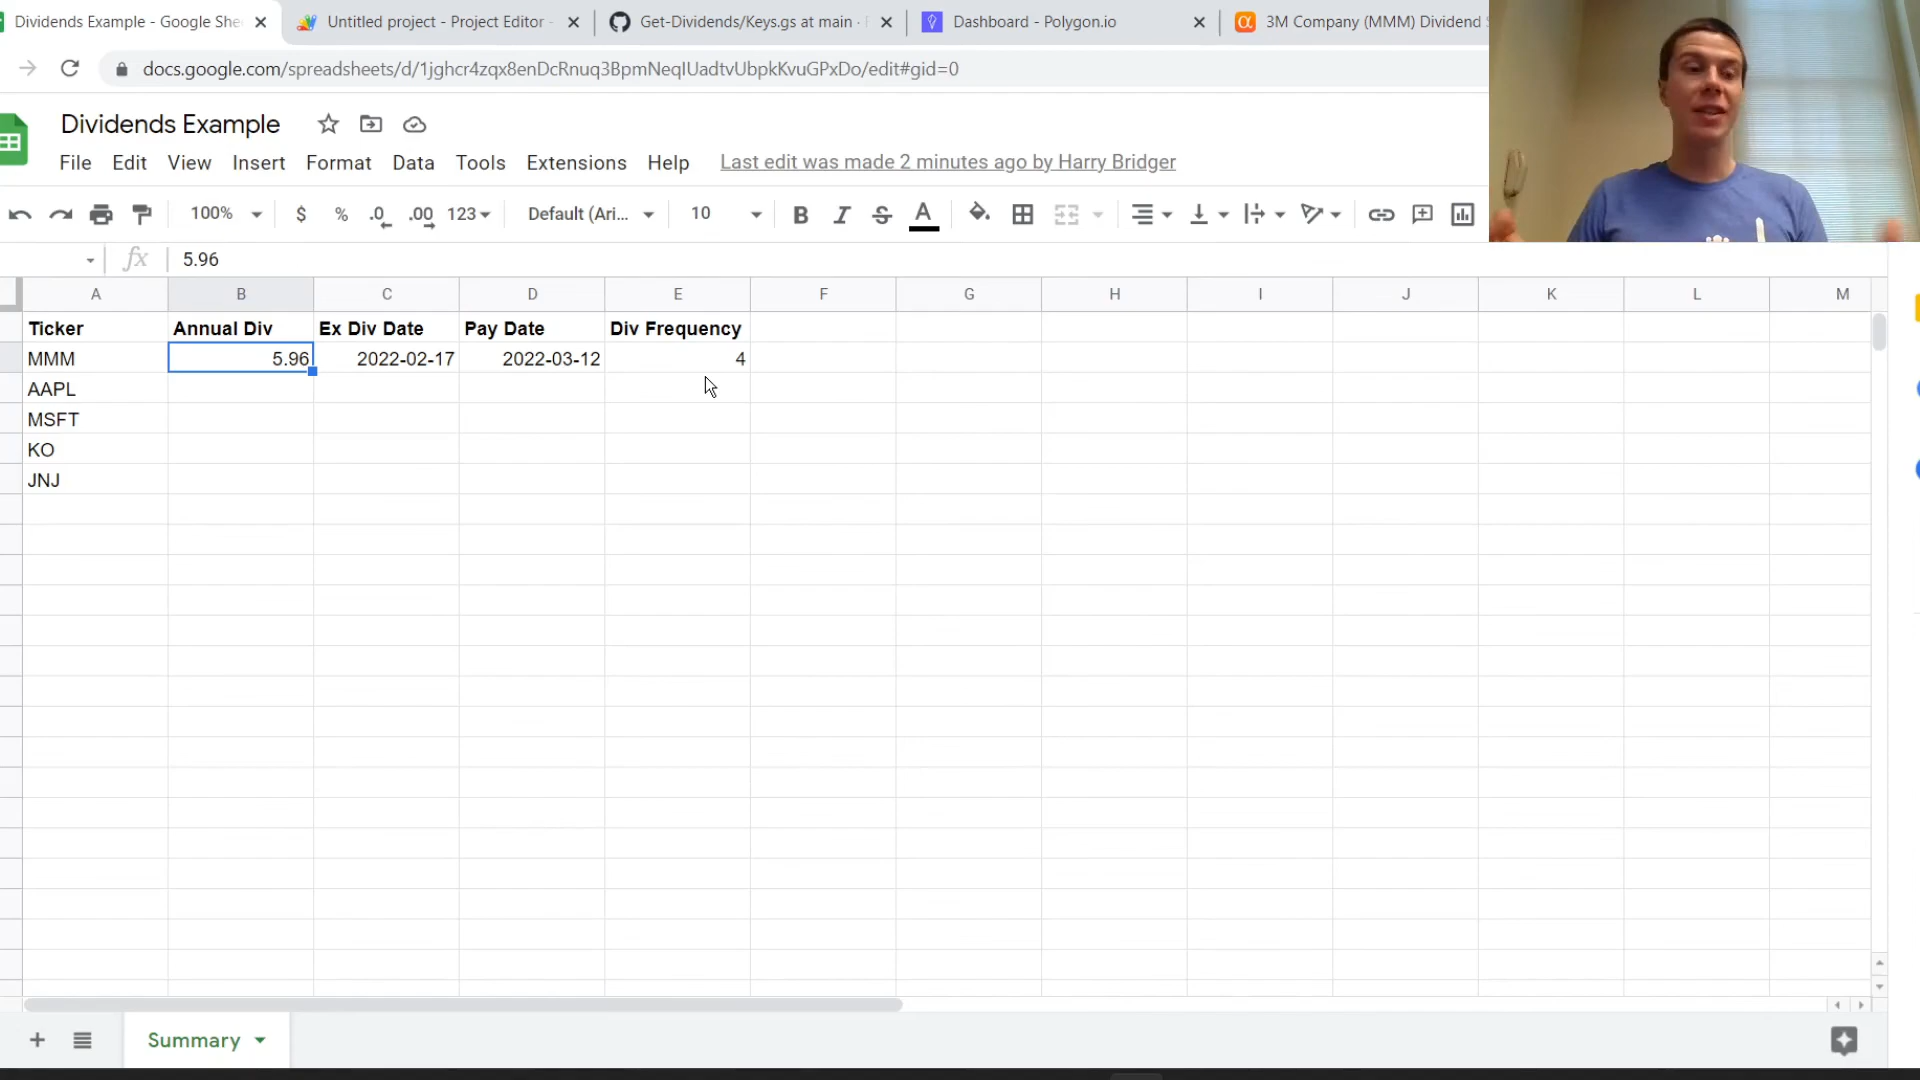 Dividends Example - Google She
Untitled project - Project Editor -
Get-Dividends/Keys.gs at main ·
Dashboard - Polygon.io
3M Company (MMM) Dividend
docs.google.com/spreadsheets/d/1jghcr4zqx8enDcRnuq3BpmNeqIUadtvUbpkKvuGPxDo/edit#gid=0
Dividends Example
File Edit View Insert Format Data Tools Extensions Help Last edit was made 2 minutes ago by Harry Bridger
100% $ % .0 .00 123 Default (Ari... 10 B I S A
fx 5.96
A B C D E F G H I J K L M
Ticker Annual Div Ex Div Date Pay Date Div Frequency
MMM 5.96 2022-02-17 2022-03-12 4
AAPL
MSFT
KO
JNJ
Summary